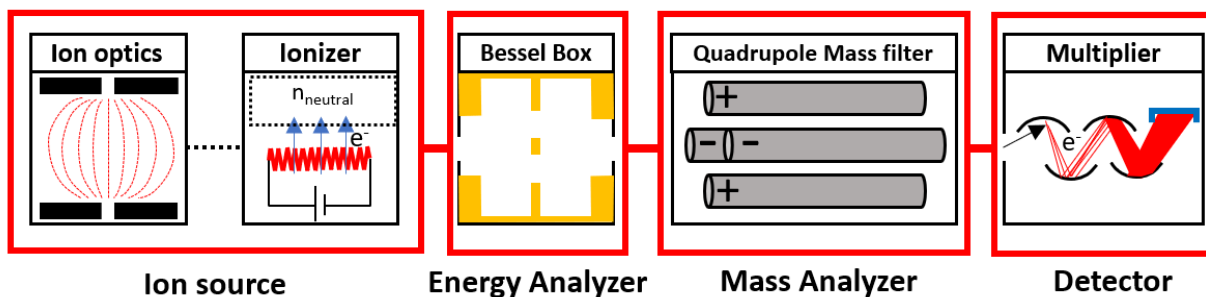 Ion optics
Ionizer
n_neutral
e⁻
Bessel Box
Quadrupole Mass filter
+
− −
+
Multiplier
e⁻
Ion source
Energy Analyzer
Mass Analyzer
Detector